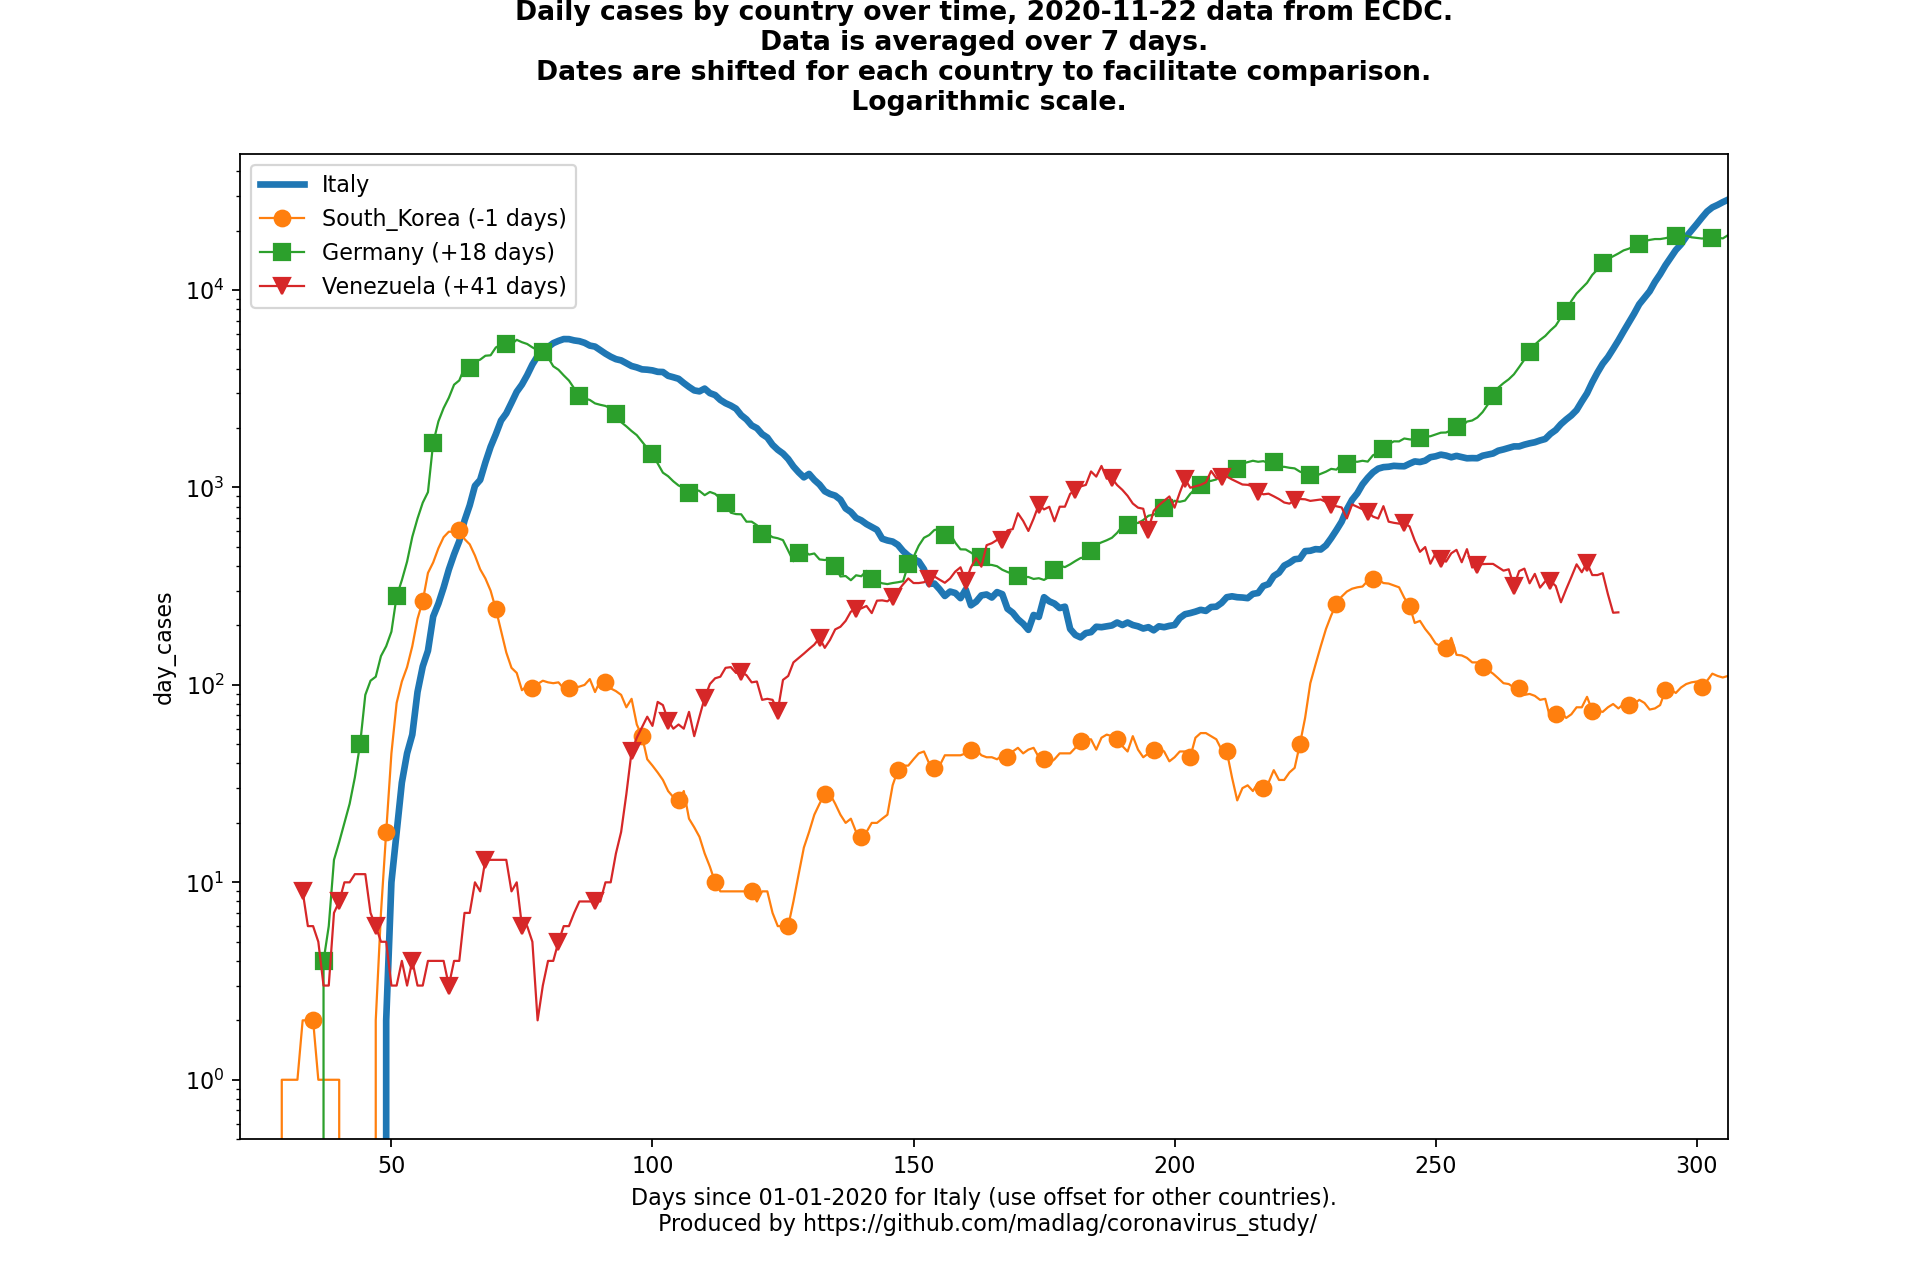 Daily cases by country over time, 2020-11-22 data from ECDC.
Data is averaged over 7 days.
Dates are shifted for each country to facilitate comparison.
Logarithmic scale.
Italy
South_Korea (-1 days)
Germany (+18 days)
Venezuela (+41 days)
10⁴
10³
10²
10¹
10⁰
day_cases
50 100 150 200 250 300
Days since 01-01-2020 for Italy (use offset for other countries).
Produced by https://github.com/madlag/coronavirus_study/